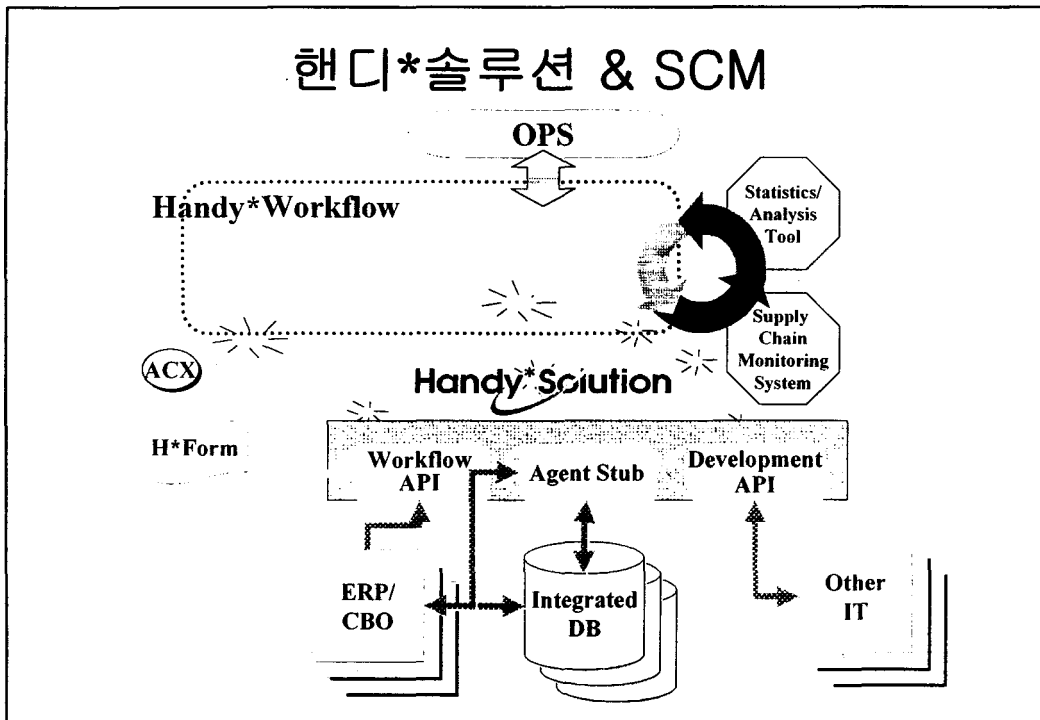 핸디*솔루션 & SCM
OPS
Handy*Workflow
Statistics/
Analysis
Tool
Supply
Chain
Monitoring
System
ACX
Handy*Solution
H*Form
Workflow
API
Agent Stub
Development
API
ERP/
CBO
Integrated
DB
Other
IT